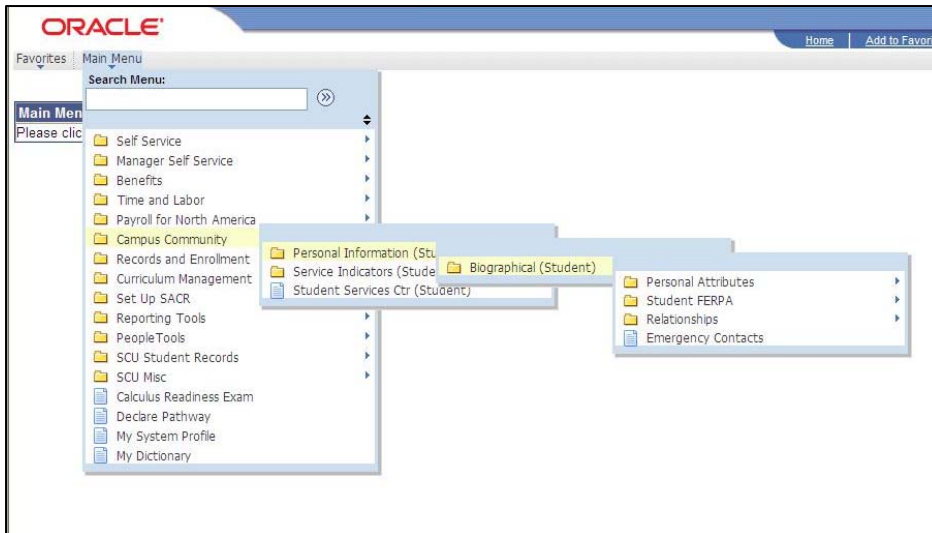 ORACLE'
Home Add to Favori
Favorites Main Menu
Search Menu:
Main Men
Please clic
Self Service
Manager Self Service
Benefits
Time and Labor
Payroll for North America
Campus Community
Records and Enrollment
Curriculum Management
Set Up SACR
Reporting Tools
PeopleTools
SCU Student Records
SCU Misc
Calculus Readiness Exam
Declare Pathway
My System Profile
My Dictionary
Personal Information (Stu
Service Indicators (Stude
Student Services Ctr (Student)
Biographical (Student)
Personal Attributes
Student FERPA
Relationships
Emergency Contacts